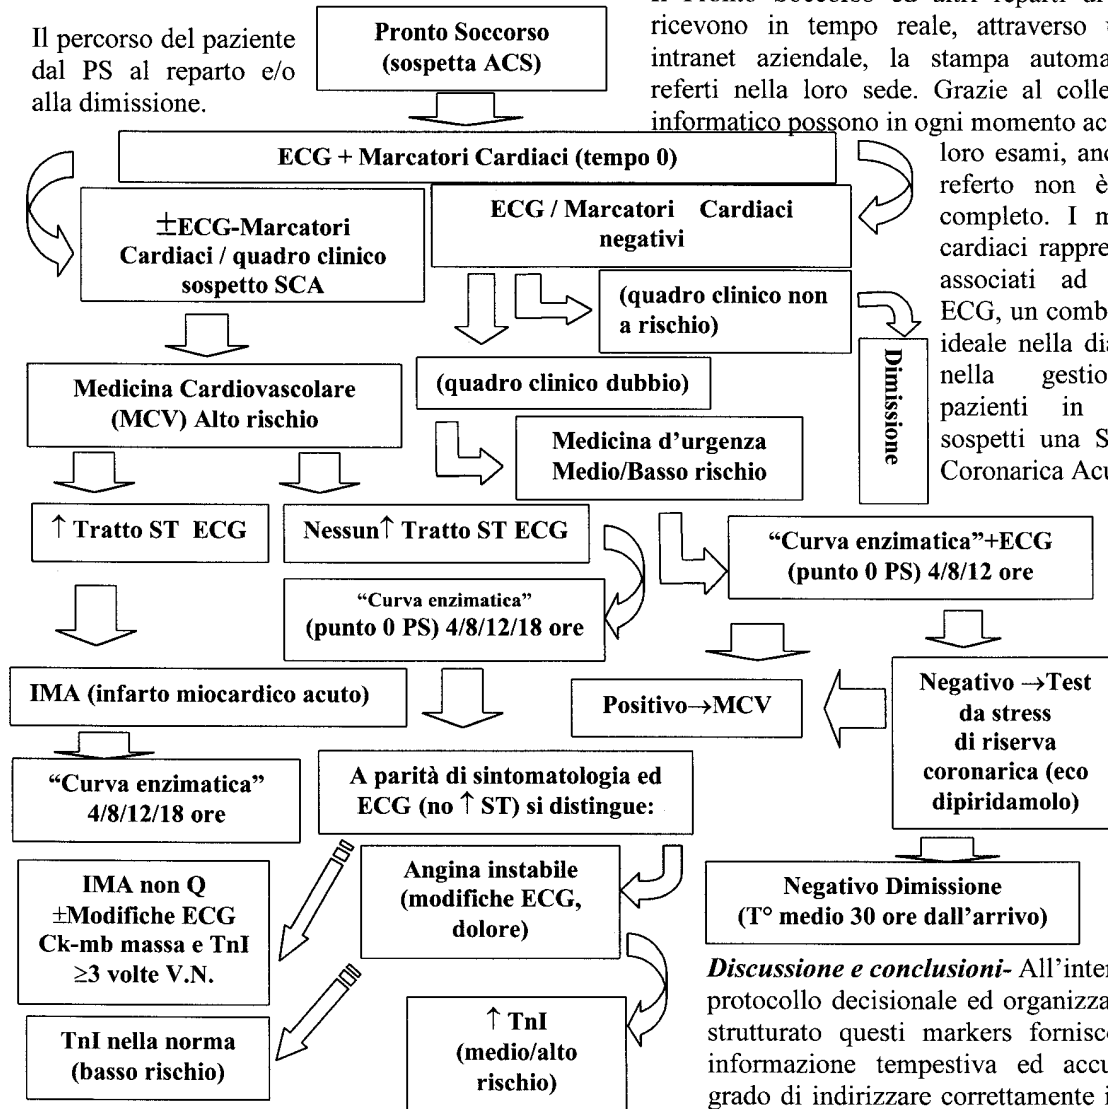 Il percorso del paziente
dal PS al reparto e/o
alla dimissione.
Pronto Soccorso
(sospetta ACS)
ricevono in tempo reale, attraverso
intranet aziendale, la stampa automa
referti nella loro sede. Grazie al colle
informatico possono in ogni momento ac
loro esami, anc
referto non è
completo. I m
cardiaci rappre
associati ad
ECG, un comb
ideale nella dia
nella gestio
pazienti in
sospetti una S
Coronarica Acu
ECG + Marcatori Cardiaci (tempo 0)
±ECG-Marcatori
Cardiaci / quadro clinico
sospetto SCA
ECG / Marcatori Cardiaci
negativi
(quadro clinico non
a rischio)
Dimissione
(quadro clinico dubbio)
Medicina Cardiovascolare
(MCV) Alto rischio
Medicina d'urgenza
Medio/Basso rischio
↑ Tratto ST ECG
Nessun↑ Tratto ST ECG
“Curva enzimatica”+ECG
(punto 0 PS) 4/8/12 ore
“Curva enzimatica”
(punto 0 PS) 4/8/12/18 ore
IMA (infarto miocardico acuto)
Positivo→MCV
Negativo →Test
da stress
di riserva
coronarica (eco
dipiridamolo)
“Curva enzimatica”
4/8/12/18 ore
A parità di sintomatologia ed
ECG (no ↑ ST) si distingue:
IMA non Q
±Modifiche ECG
Ck-mb massa e TnI
≥3 volte V.N.
Angina instabile
(modifiche ECG,
dolore)
Negativo Dimissione
(T° medio 30 ore dall'arrivo)
TnI nella norma
(basso rischio)
↑ TnI
(medio/alto
rischio)
Discussione e conclusioni- All'inter
protocollo decisionale ed organizza
strutturato questi markers fornisc
informazione tempestiva ed accu
grado di indirizzare correttamente i